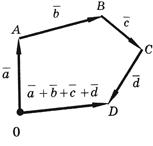 b̄
B
A
c̄
C
ā
ā + b̄ + c̄ + d̄
d̄
D
0